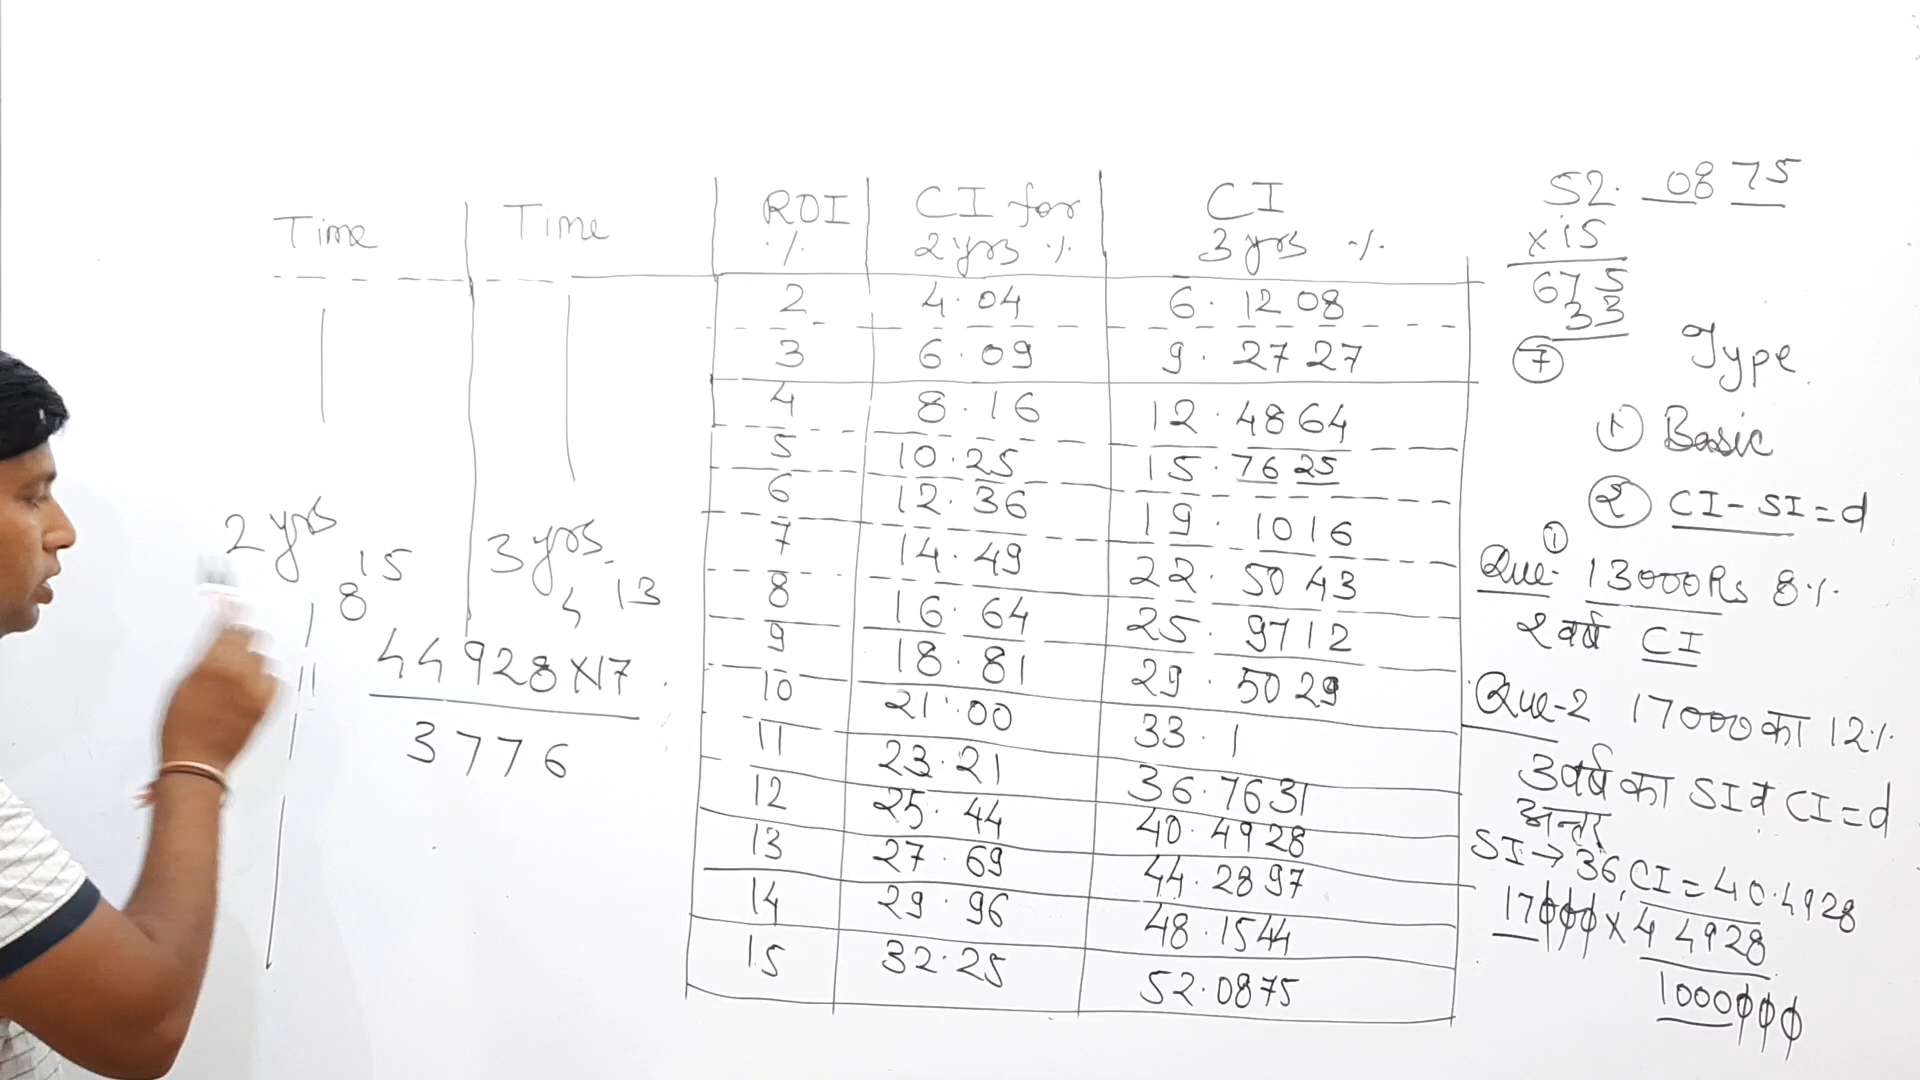 Time
Time
ROI %
CI for 2 yrs %
CI 3 yrs %
2 4.04 6.1208
3 6.09 9.2727
4 8.16 12.4864
5 10.25 15.7625
6 12.36 19.1016
7 14.49 22.5043
8 16.64 25.9712
9 18.81 29.5029
10 21.00 33.1
11 23.21 36.7631
12 25.44 40.4928
13 27.69 44.2897
14 29.96 48.1544
15 32.25 52.0875
2 yrs
15
8
3 yrs
13
4
44928×17
3776
52.0875
×15
675
33
7
Type
1 Basic
२ CI-SI=d
Que- 1 13000Rs 8%
२ वर्ष CI
Que-2 17000 का 12%
3 वर्ष का SI व CI=d
अन्तर
SI→36, CI=40.4928
17000×44928
1000000